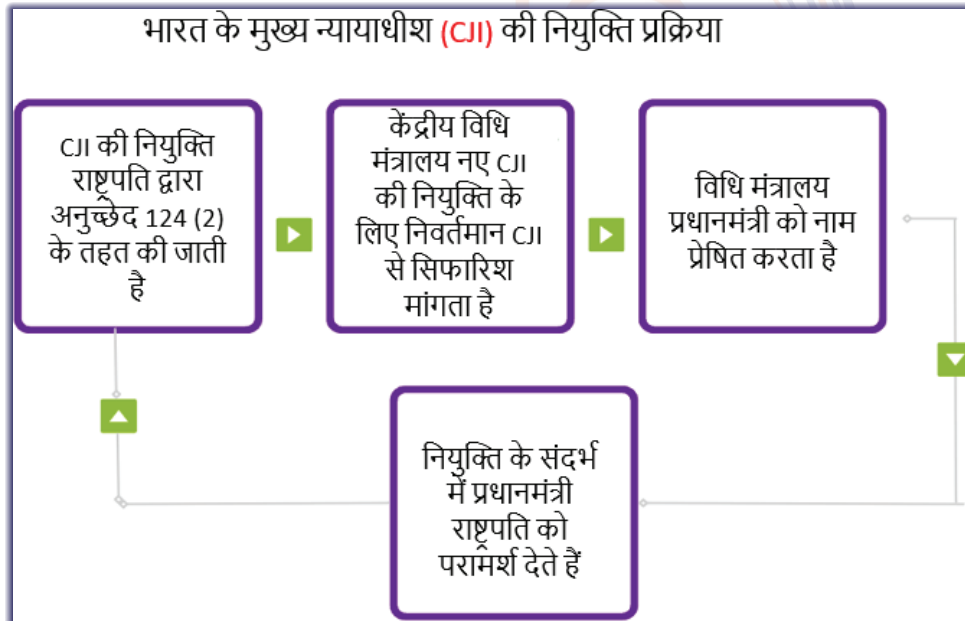 भारत के मुख्य न्यायाधीश (CJI) की नियुक्ति प्रक्रिया
CJI की नियुक्ति
राष्ट्रपति द्वारा
अनुच्छेद 124 (2)
के तहत की जाती
है
केंद्रीय विधि
मंत्रालय नए CJI
की नियुक्ति के
लिए निवर्तमान CJI
से सिफारिश
मांगता है
विधि मंत्रालय
प्रधानमंत्री को नाम
प्रेषित करता है
नियुक्ति के संदर्भ
में प्रधानमंत्री
राष्ट्रपति को
परामर्श देते हैं